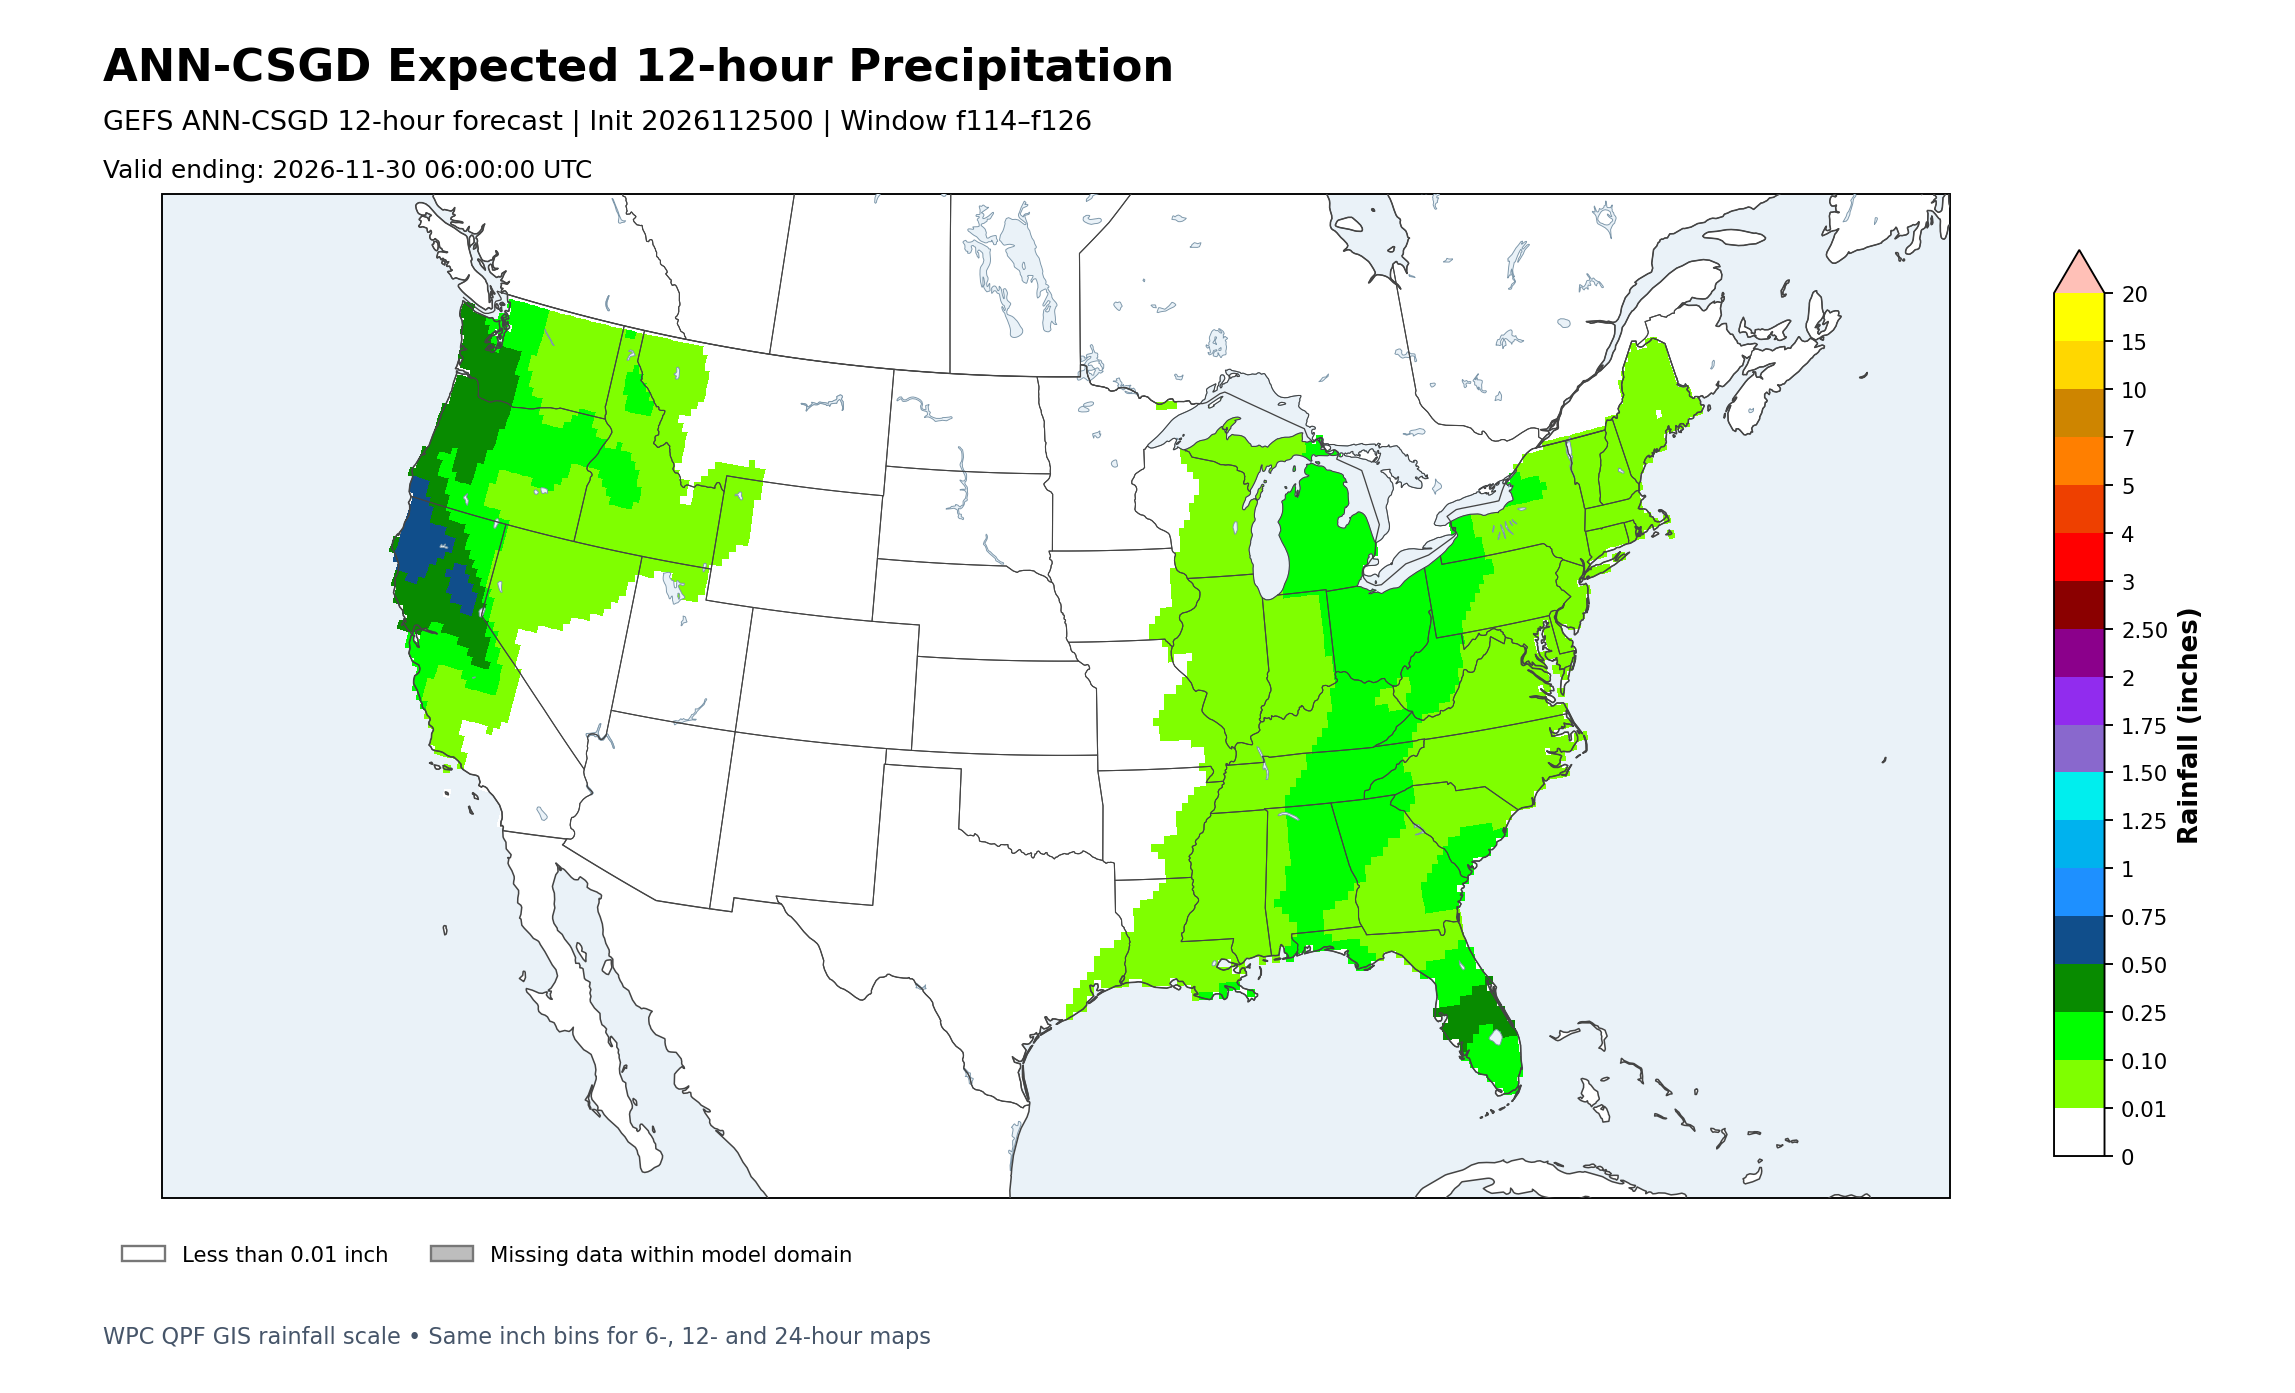 ANN-CSGD Expected 12-hour Precipitation
GEFS ANN-CSGD 12-hour forecast | Init 2026112500 | Window f114–f126
Valid ending: 2026-11-30 06:00:00 UTC
20
15
10
7
5
4
3
2.50
2
1.75
1.50
1.25
1
0.75
0.50
0.25
0.10
0.01
0
Rainfall (inches)
Less than 0.01 inch
Missing data within model domain
WPC QPF GIS rainfall scale • Same inch bins for 6-, 12- and 24-hour maps